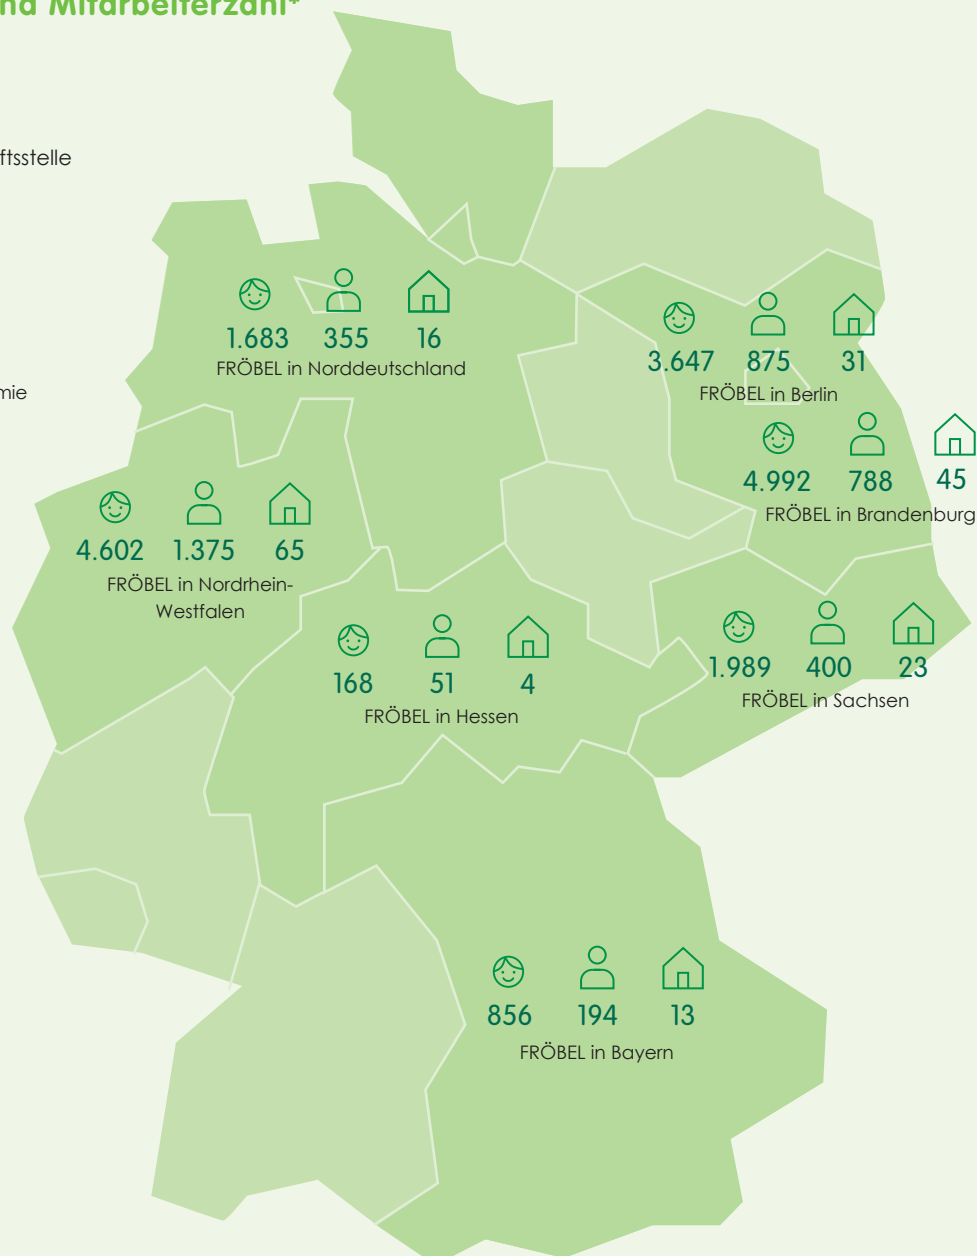 nd Mitarbeiterzahl*
ftsstelle
mie
1.683 355 16
FRÖBEL in Norddeutschland
3.647 875 31
FRÖBEL in Berlin
4.992 788 45
FRÖBEL in Brandenburg
4.602 1.375 65
FRÖBEL in Nordrhein-
Westfalen
168 51 4
FRÖBEL in Hessen
1.989 400 23
FRÖBEL in Sachsen
856 194 13
FRÖBEL in Bayern